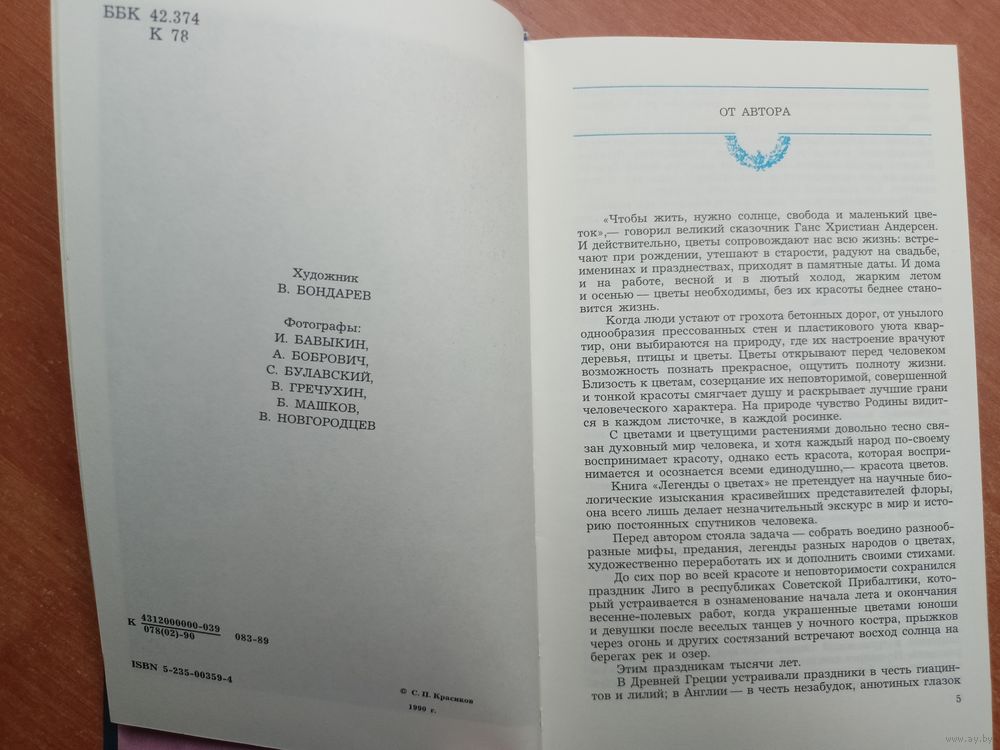 ББК 42.374
К 78
Художник
В. БОНДАРЕВ
Фотографы:
И. БАВЫКИН,
А. БОБРОВИЧ,
С. БУЛАВСКИЙ,
В. ГРЕЧУХИН,
Б. МАШКОВ,
В. НОВГОРОДЦЕВ
К 4312000000-039
078(02)-90 083-89
ISBN 5-235-00359-4
© С. П. Красиков
1990 г.
ОТ АВТОРА
«Чтобы жить, нужно солнце, свобода и маленький цве-
ток»,— говорил великий сказочник Ганс Христиан Андерсен.
И действительно, цветы сопровождают нас всю жизнь: встре-
чают при рождении, утешают в старости, радуют на свадьбе,
именинах и празднествах, приходят в памятные даты. И дома
и на работе, весной и в лютый холод, жарким летом
и осенью — цветы необходимы, без их красоты беднее стано-
вится жизнь.
Когда люди устают от грохота бетонных дорог, от унылого
однообразия прессованных стен и пластикового уюта квар-
тир, они выбираются на природу, где их настроение врачуют
деревья, птицы и цветы. Цветы открывают перед человеком
возможность познать прекрасное, ощутить полноту жизни.
Близость к цветам, созерцание их неповторимой, совершенной
и тонкой красоты смягчает душу и раскрывает лучшие грани
человеческого характера. На природе чувство Родины видит-
ся в каждом листочке, в каждой росинке.
С цветами и цветущими растениями довольно тесно свя-
зан духовный мир человека, и хотя каждый народ по-своему
воспринимает красоту, однако есть красота, которая воспри-
нимается и осознается всеми единодушно,— красота цветов.
Книга «Легенды о цветах» не претендует на научные био-
логические изыскания красивейших представителей флоры,
она всего лишь делает незначительный экскурс в мир и исто-
рию постоянных спутников человека.
Перед автором стояла задача — собрать воедино разнооб-
разные мифы, предания, легенды разных народов о цветах,
художественно переработать их и дополнить своими стихами.
До сих пор во всей красоте и неповторимости сохранился
праздник Лиго в республиках Советской Прибалтики, кото-
рый устраивается в ознаменование начала лета и окончания
весенне-полевых работ, когда украшенные цветами юноши
и девушки после веселых танцев у ночного костра, прыжков
через огонь и других состязаний встречают восход солнца на
берегах рек и озер.
Этим праздникам тысячи лет.
В Древней Греции устраивали праздники в честь гиацин-
тов и лилий; в Англии — в честь незабудок, анютиных глазок
5
www.ay.by